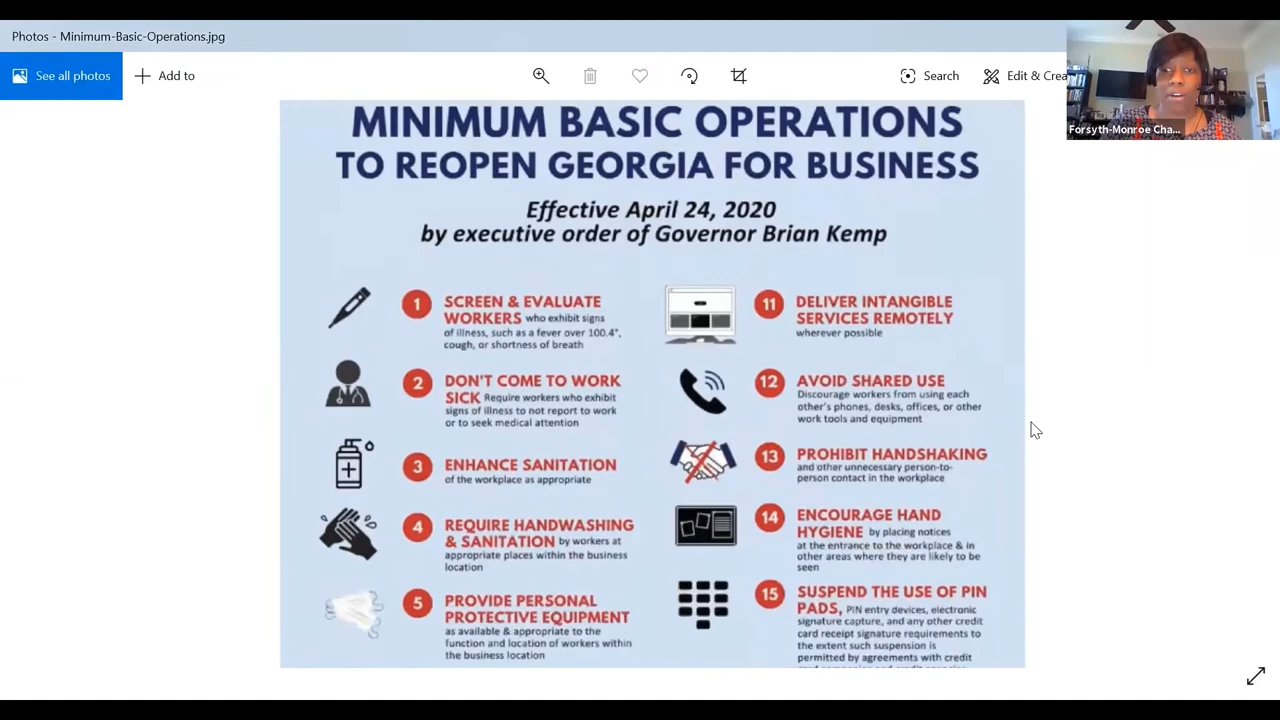 Photos - Minimum-Basic-Operations.jpg
See all photos
Add to
Search
Edit & Crea
Forsyth-Monroe Cha...
MINIMUM BASIC OPERATIONS
TO REOPEN GEORGIA FOR BUSINESS
Effective April 24, 2020
by executive order of Governor Brian Kemp
1
SCREEN & EVALUATE
WORKERS who exhibit signs
of illness, such as a fever over 100.4°,
cough, or shortness of breath
2
DON'T COME TO WORK
SICK Require workers who exhibit
signs of illness to not report to work
or to seek medical attention
3
ENHANCE SANITATION
of the workplace as appropriate
4
REQUIRE HANDWASHING
& SANITATION by workers at
appropriate places within the business
location
5
PROVIDE PERSONAL
PROTECTIVE EQUIPMENT
as available & appropriate to the
function and location of workers within
the business location
11
DELIVER INTANGIBLE
SERVICES REMOTELY
wherever possible
12
AVOID SHARED USE
Discourage workers from using each
other's phones, desks, offices, or other
work tools and equipment
13
PROHIBIT HANDSHAKING
and other unnecessary person-to-
person contact in the workplace
14
ENCOURAGE HAND
HYGIENE by placing notices
at the entrance to the workplace & in
other areas where they are likely to be
seen
15
SUSPEND THE USE OF PIN
PADS, PIN entry devices, electronic
signature capture, and any other credit
card receipt signature requirements to
the extent such suspension is
permitted by agreements with credit